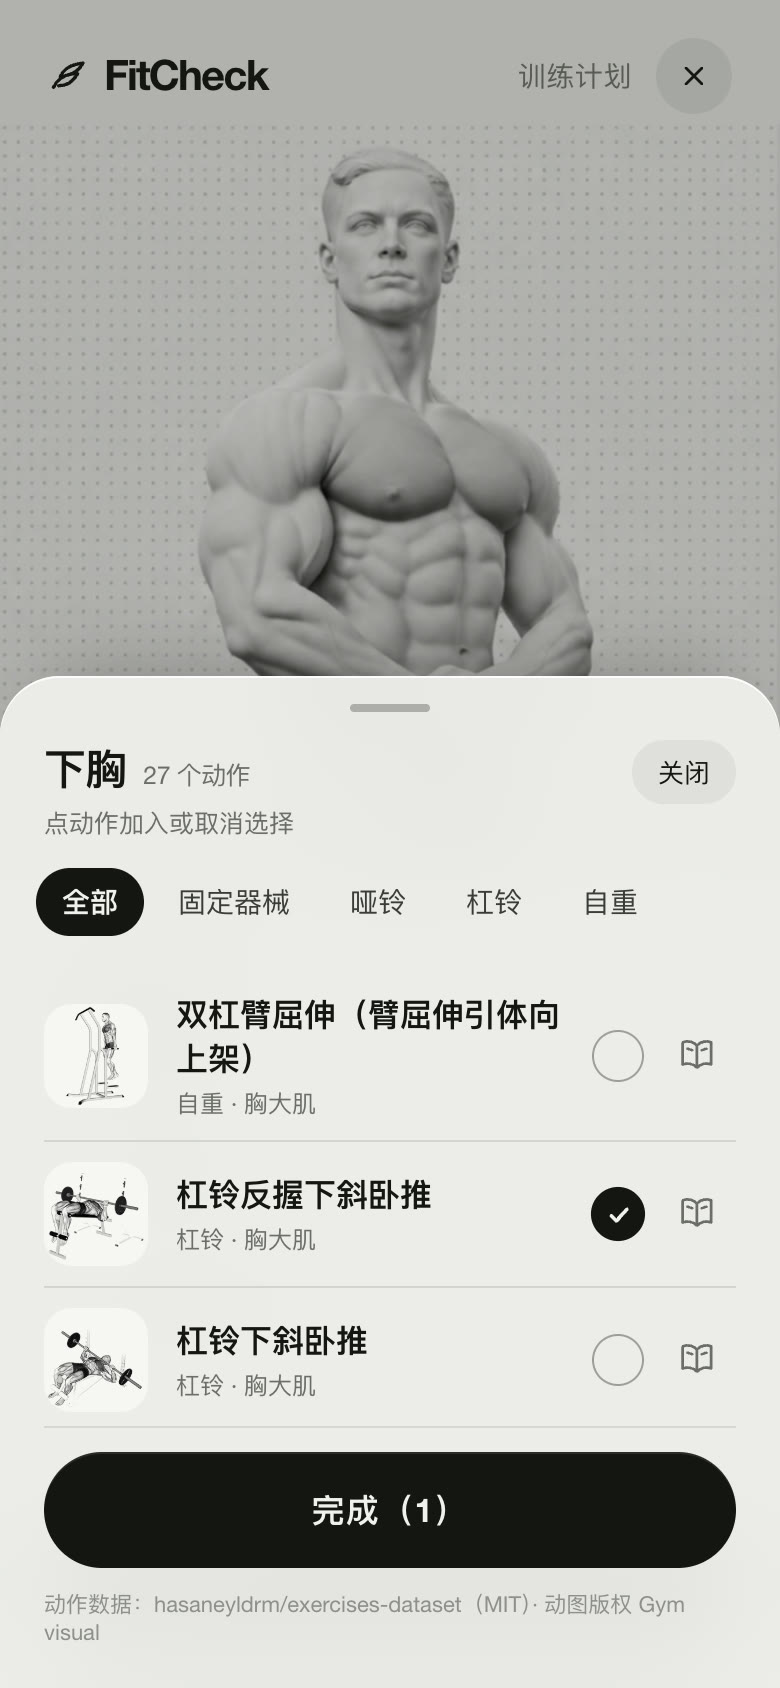 FitCheck
训练计划
下胸 27 个动作
关闭
点动作加入或取消选择
全部 固定器械 哑铃 杠铃 自重
双杠臂屈伸（臂屈伸引体向
上架）
自重 · 胸大肌
杠铃反握下斜卧推
杠铃 · 胸大肌
杠铃下斜卧推
杠铃 · 胸大肌
完成（1）
动作数据：hasaneyldrm/exercises-dataset（MIT）· 动图版权 Gym
visual